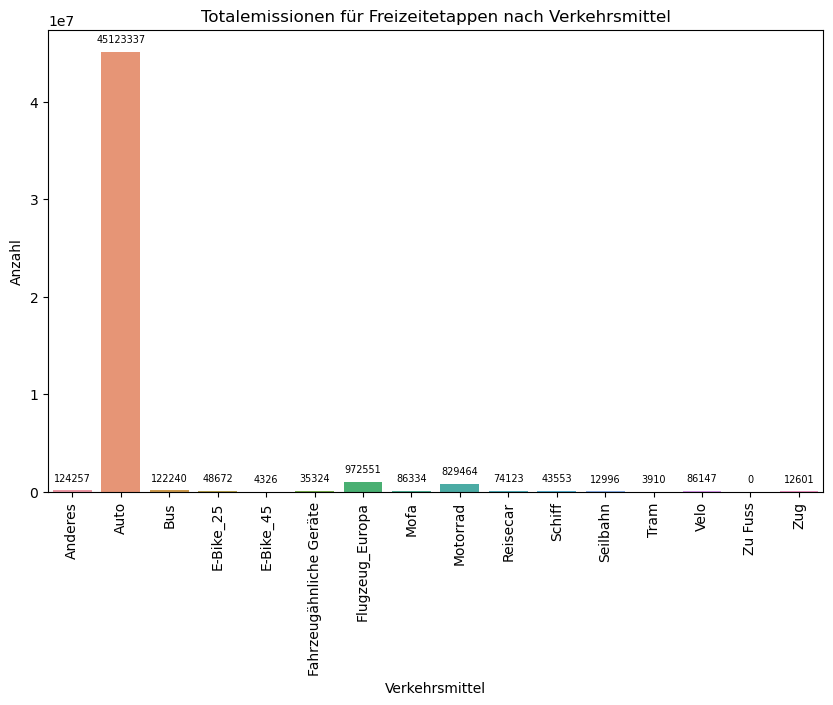 Totalemissionen für Freizeitetappen nach Verkehrsmittel
1e7
45123337
4
3
2
1
0
Anzahl
124257
122240
48672
4326
35324
972551
86334
829464
74123
43553
12996
3910
86147
0
12601
Anderes
Auto
Bus
E-Bike_25
E-Bike_45
Fahrzeugähnliche Geräte
Flugzeug_Europa
Mofa
Motorrad
Reisecar
Schiff
Seilbahn
Tram
Velo
Zu Fuss
Zug
Verkehrsmittel